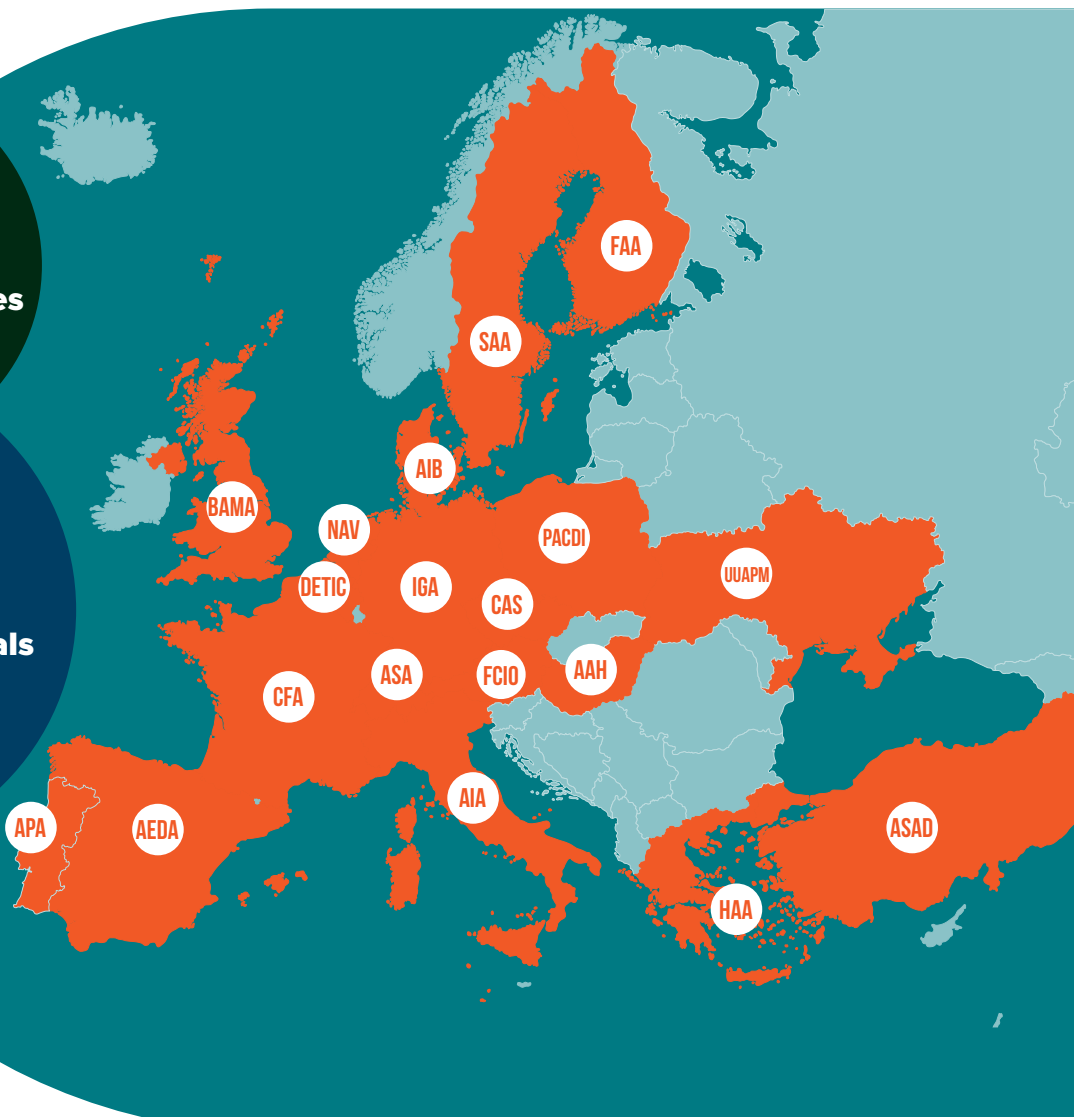 es
als
FAA
SAA
AIB
BAMA
NAV
PACDI
DETIC
IGA
CAS
UUAPM
CFA
ASA
FCIO
AAH
AIA
APA
AEDA
ASAD
HAA